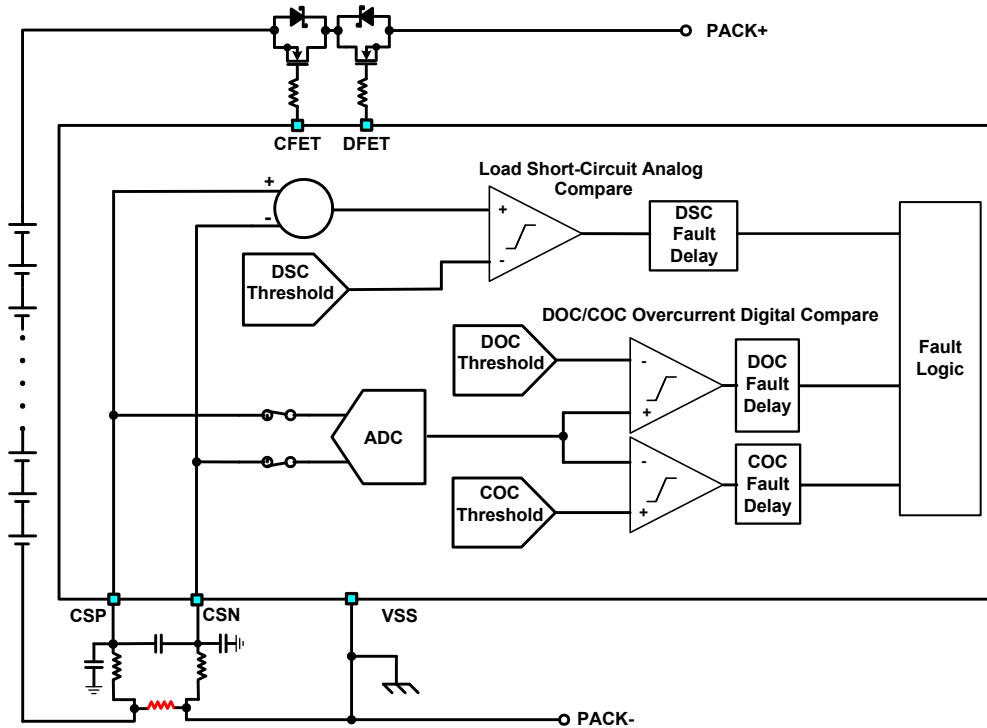 PACK+
CFET
DFET
Load Short-Circuit Analog
Compare
+
-
+
-
DSC
Fault
Delay
DSC
Threshold
DOC/COC Overcurrent Digital Compare
DOC
Threshold
-
+
DOC
Fault
Delay
Fault
Logic
ADC
COC
Threshold
-
+
COC
Fault
Delay
CSP
CSN
VSS
PACK-